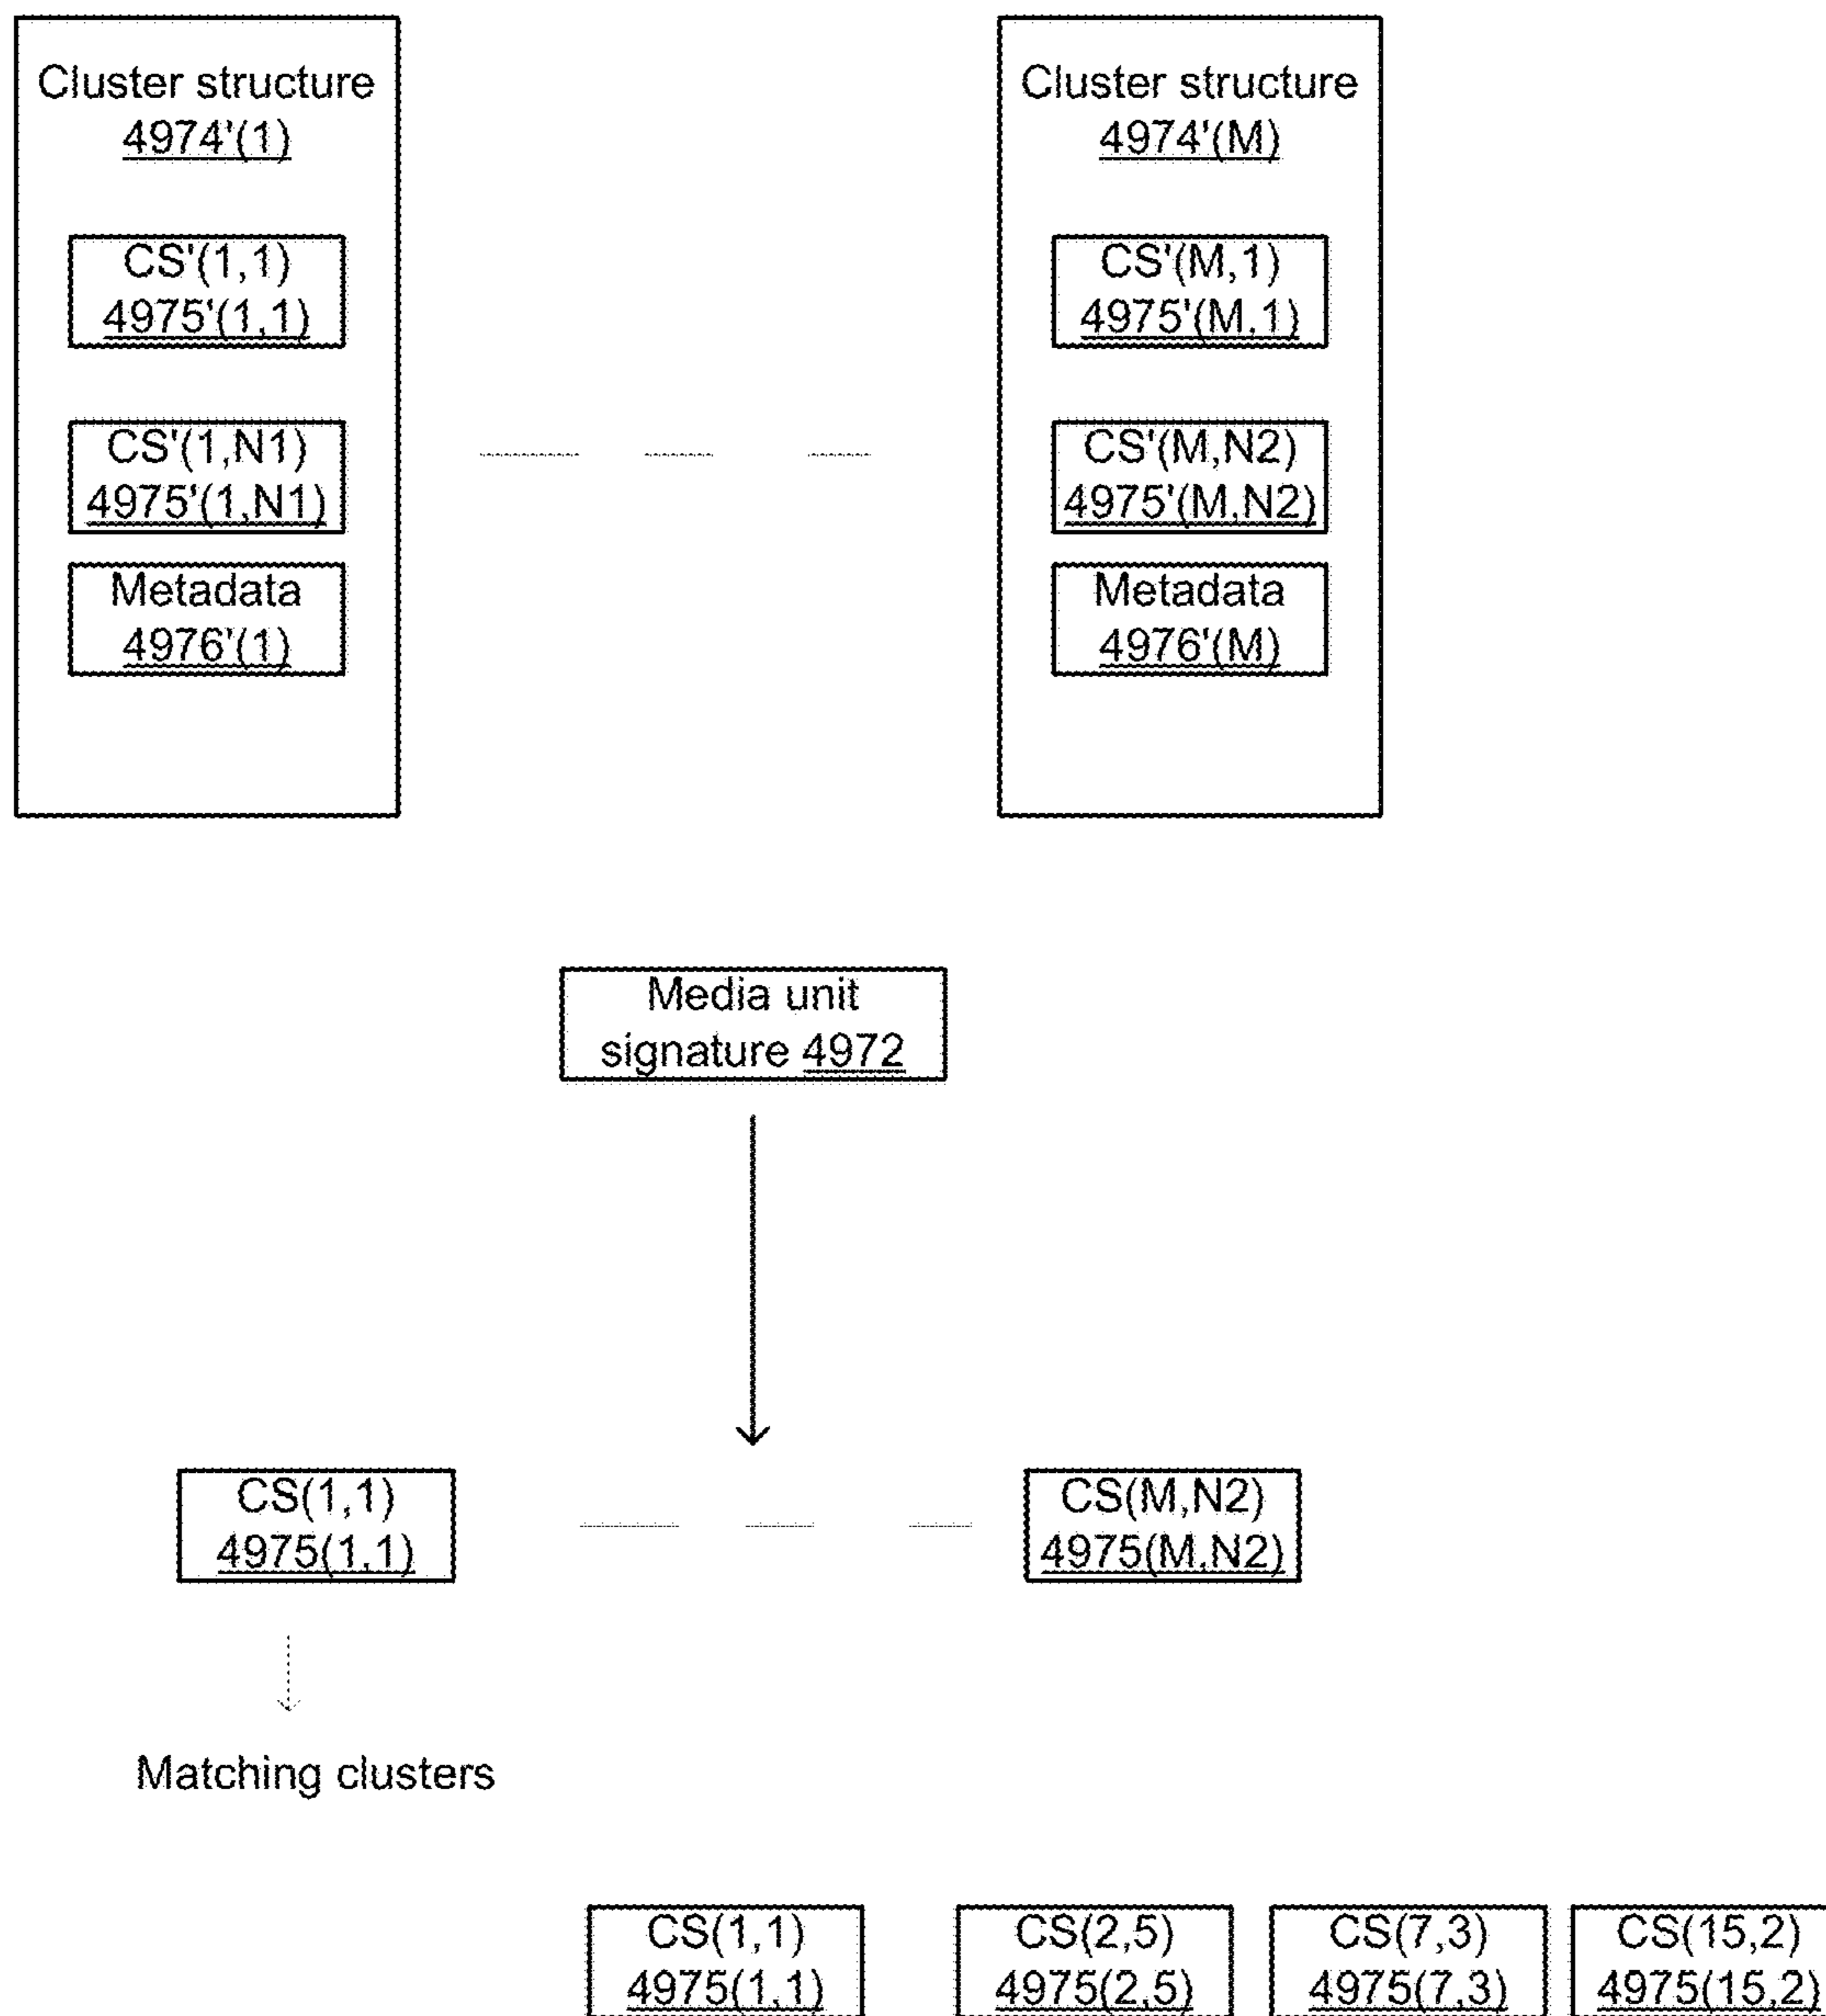 Cluster structure
4974'(1)
CS'(1,1)
4975'(1,1)
CS'(1,N1)
4975'(1,N1)
Metadata
4976'(1)
Cluster structure
4974'(M)
CS'(M,1)
4975'(M,1)
CS'(M,N2)
4975'(M,N2)
Metadata
4976'(M)
Media unit
signature 4972
CS(1,1)
4975(1,1)
CS(M,N2)
4975(M,N2)
Matching clusters
CS(1,1)
4975(1,1)
CS(2,5)
4975(2,5)
CS(7,3)
4975(7,3)
CS(15,2)
4975(15,2)